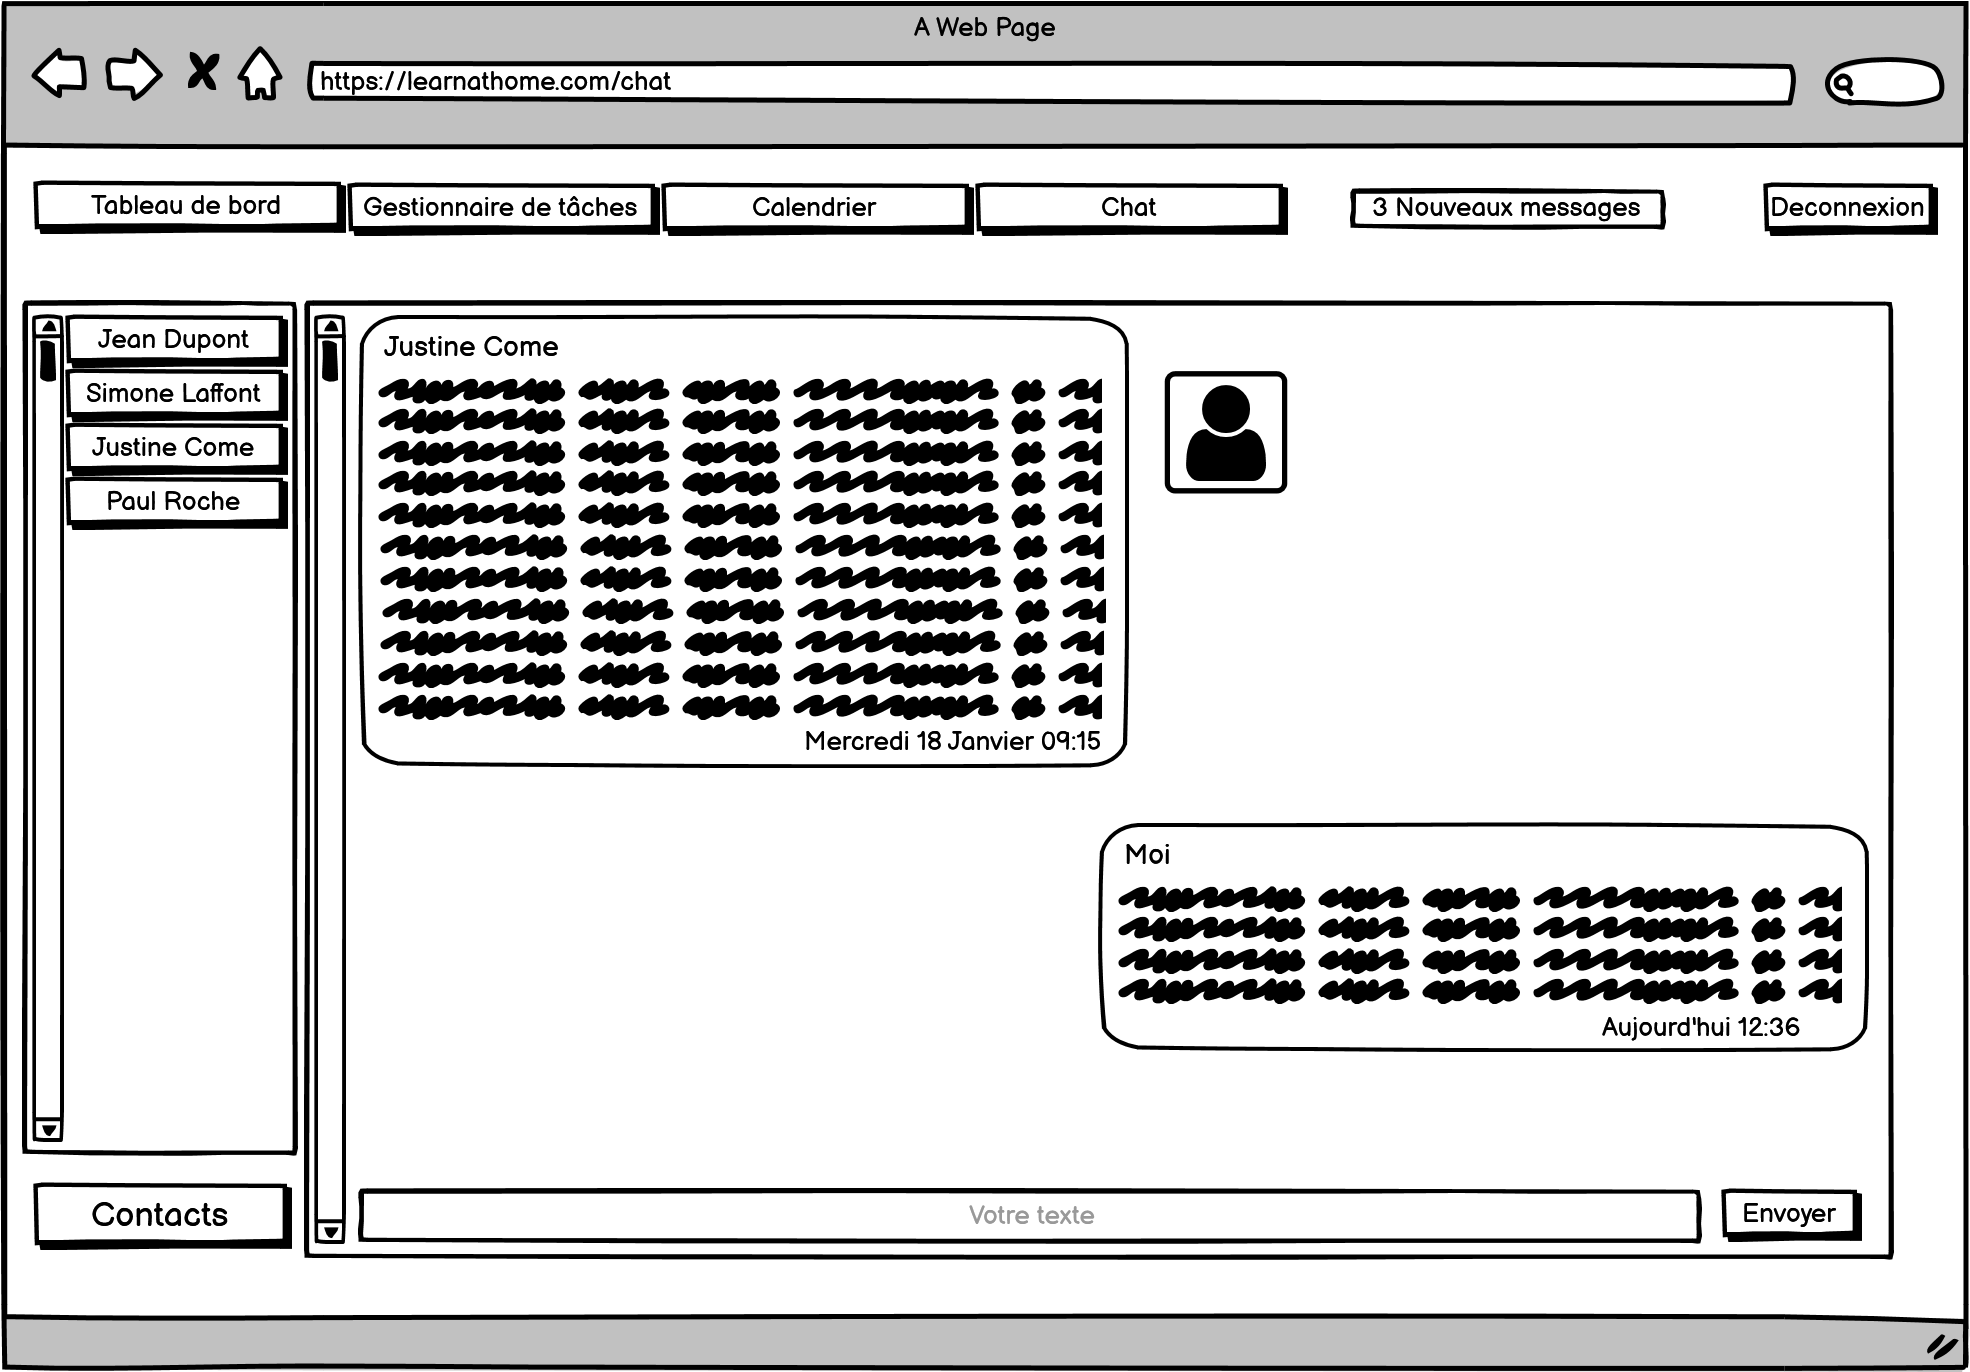 A Web Page
https://learnathome.com/chat
Tableau de bord
Gestionnaire de tâches
Calendrier
Chat
3 Nouveaux messages
Deconnexion
Jean Dupont
Simone Laffont
Justine Come
Paul Roche
Contacts
Justine Come
Mercredi 18 Janvier 09:15
Moi
Aujourd'hui 12:36
Votre texte
Envoyer